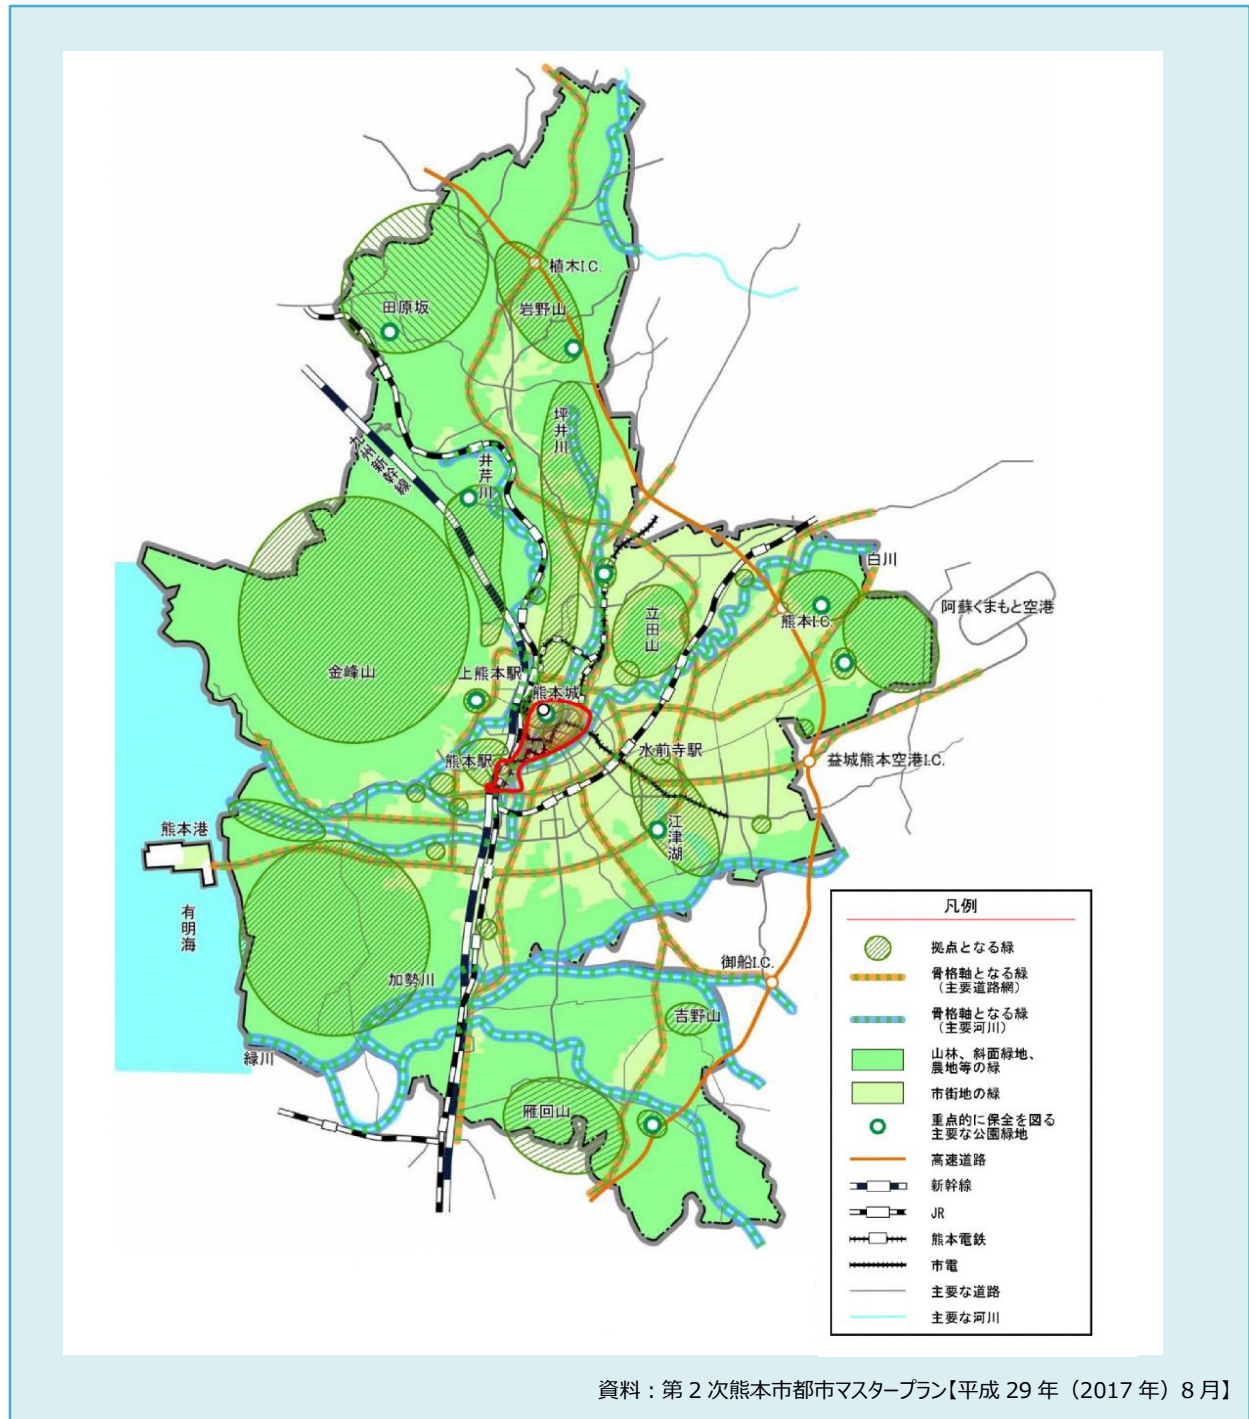 植木I.C.
田原坂
岩野山
坪井川
九州新幹線
井芹川
白川
阿蘇くまもと空港
熊本I.C.
立田山
金峰山
上熊本駅
熊本城
水前寺駅
熊本駅
益城熊本空港I.C.
熊本港
江津湖
有明海
加勢川
御船I.C.
吉野山
緑川
雁回山
凡例
拠点となる緑
骨格軸となる緑
（主要道路網）
骨格軸となる緑
（主要河川）
山林、斜面緑地、
農地等の緑
市街地の緑
重点的に保全を図る
主要な公園緑地
高速道路
新幹線
JR
熊本電鉄
市電
主要な道路
主要な河川
資料：第 2 次熊本市都市マスタープラン【平成 29 年（2017 年）8 月】